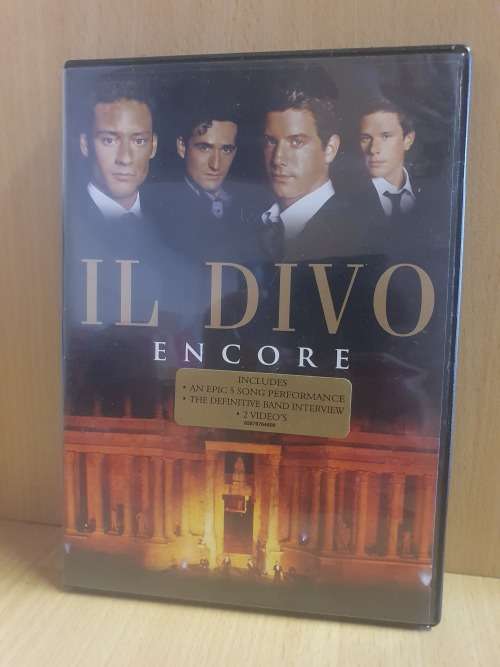 IL DIVO
ENCORE
INCLUDES
• AN EPIC 5 SONG PERFORMANCE
• THE DEFINITIVE BAND INTERVIEW
• 2 VIDEO'S